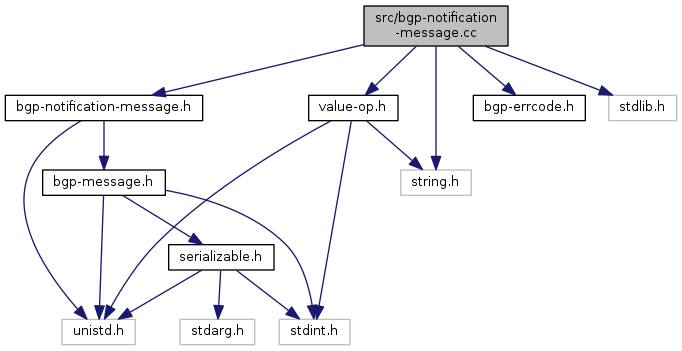 src/bgp-notification
-message.cc
bgp-notification-message.h
value-op.h
bgp-errcode.h
stdlib.h
bgp-message.h
string.h
serializable.h
unistd.h
stdarg.h
stdint.h